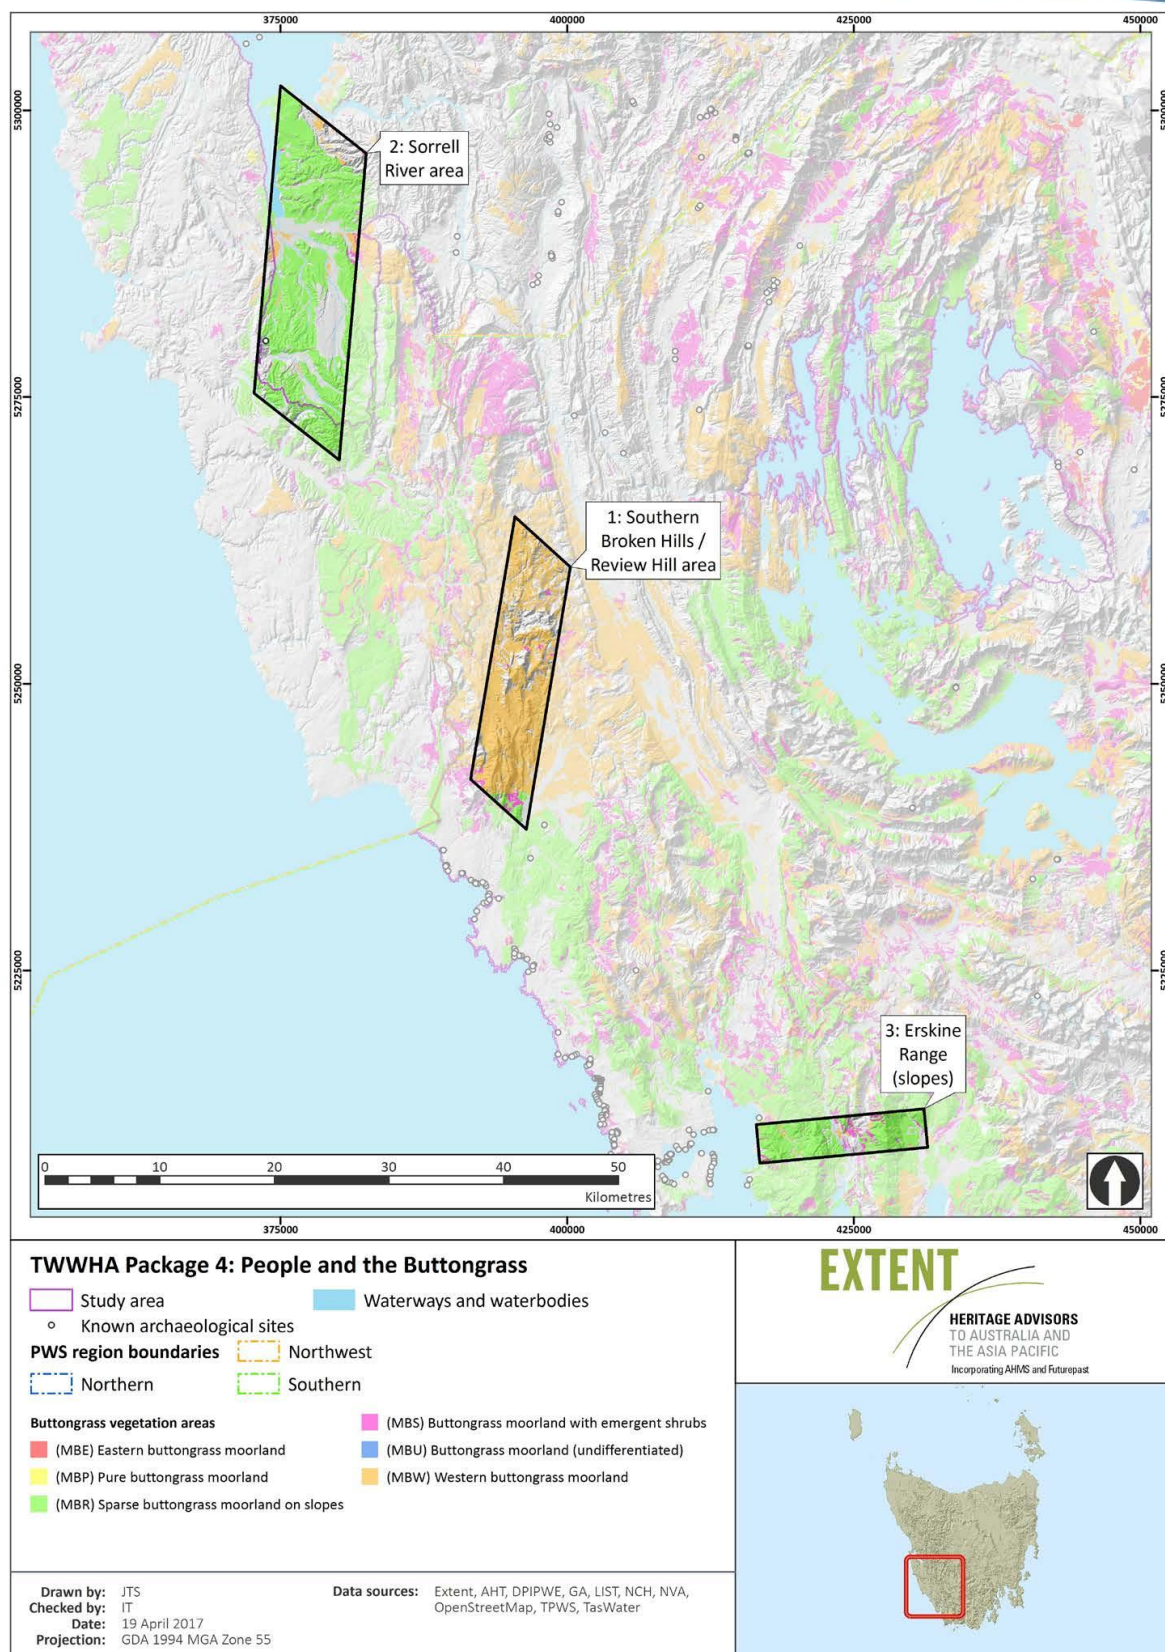 375000
400000
425000
450000
5300000
5300000
2: Sorrell
River area
5275000
5275000
1: Southern
Broken Hills /
Review Hill area
5250000
5250000
5225000
5225000
3: Erskine
Range
(slopes)
0 10 20 30 40 50
Kilometres
375000
400000
425000
450000
TWWHA Package 4: People and the Buttongrass
Study area
Waterways and waterbodies
Known archaeological sites
PWS region boundaries
Northwest
Northern
Southern
Buttongrass vegetation areas
(MBE) Eastern buttongrass moorland
(MBP) Pure buttongrass moorland
(MBR) Sparse buttongrass moorland on slopes
(MBS) Buttongrass moorland with emergent shrubs
(MBU) Buttongrass moorland (undifferentiated)
(MBW) Western buttongrass moorland
EXTENT
HERITAGE ADVISORS
TO AUSTRALIA AND
THE ASIA PACIFIC
Incorporating AHMS and Futurepast
Drawn by: JTS
Checked by: IT
Date: 19 April 2017
Projection: GDA 1994 MGA Zone 55
Data sources: Extent, AHT, DPIPWE, GA, LIST, NCH, NVA,
OpenStreetMap, TPWS, TasWater